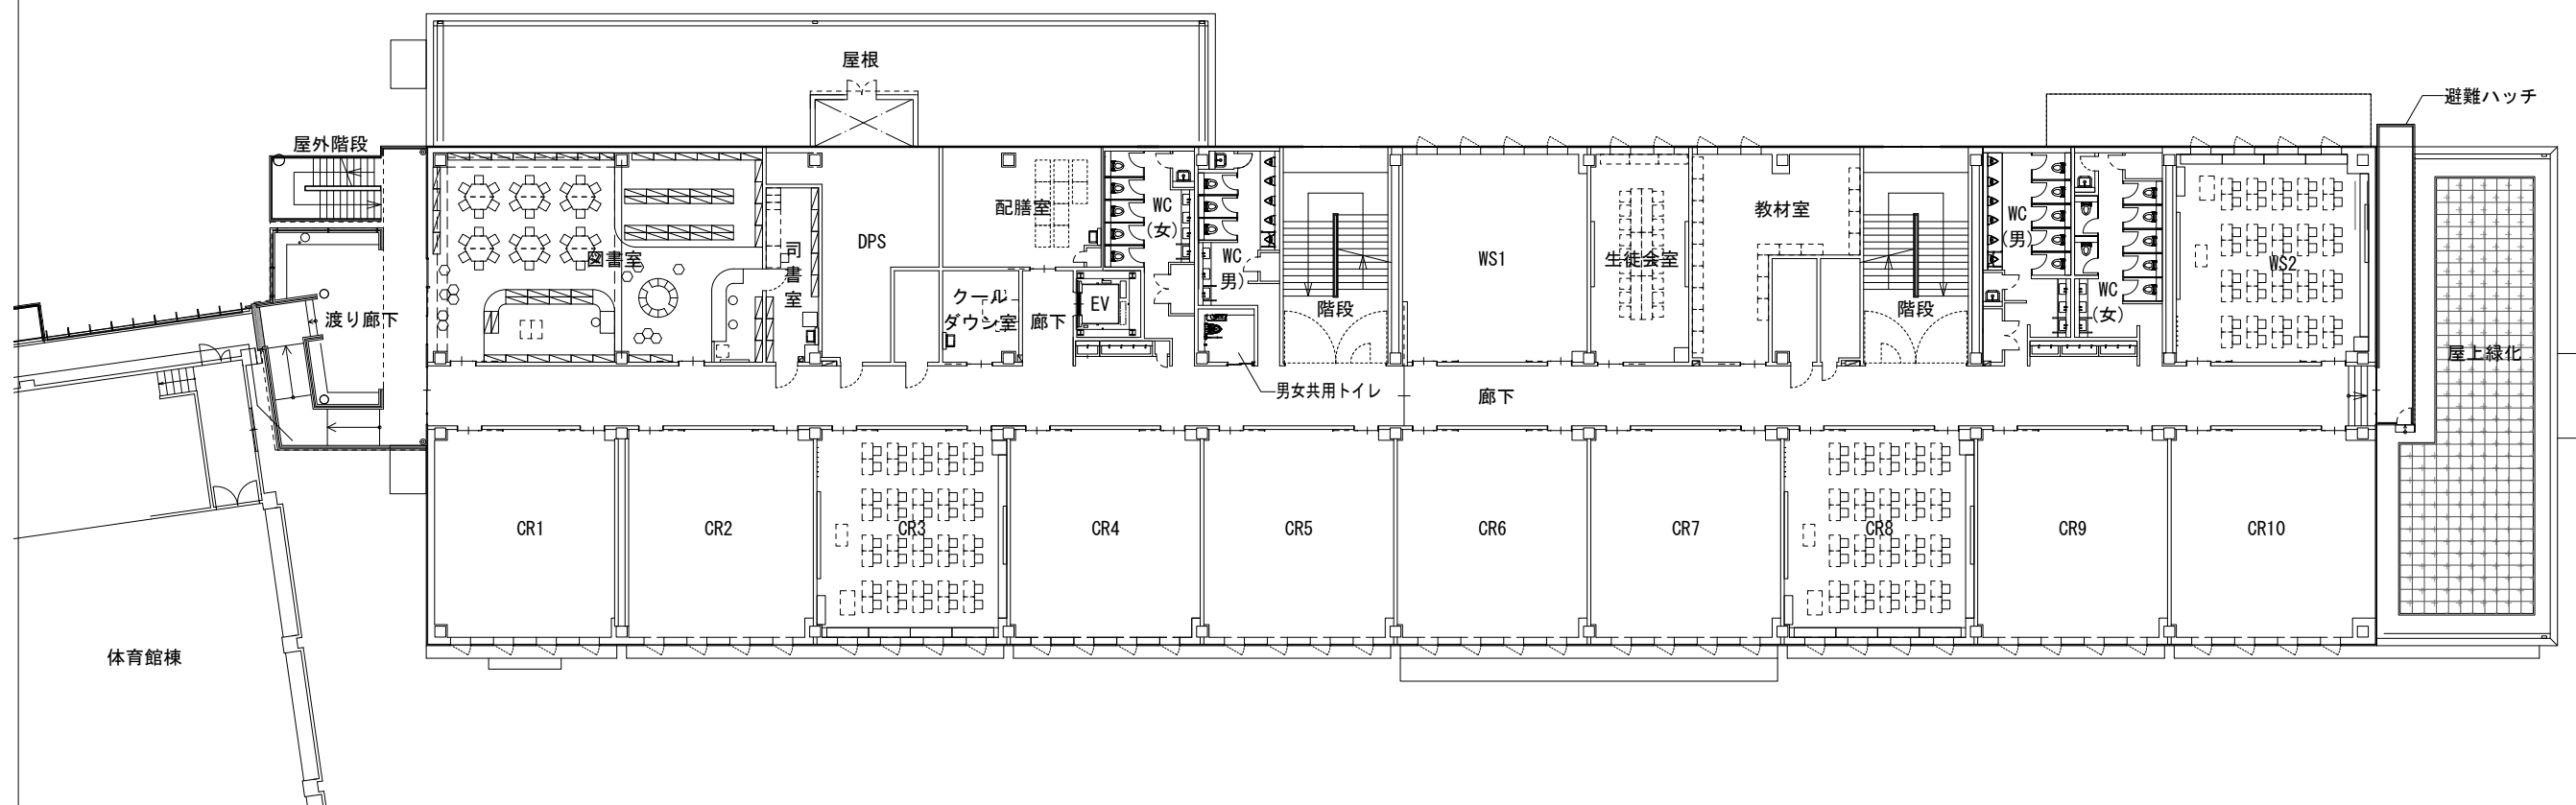 屋根
避難ハッチ
屋外階段
配膳室
WC
(女)
教材室
WC
(男)
DPS
図書室
司
書
室
WC
男)
WS1
生徒会室
WS2
クール
ダウン室
廊下
EV
階段
階段
WC
(女)
渡り廊下
屋上緑化
男女共用トイレ
廊下
CR1
CR2
CR3
CR4
CR5
CR6
CR7
CR8
CR9
CR10
体育館棟